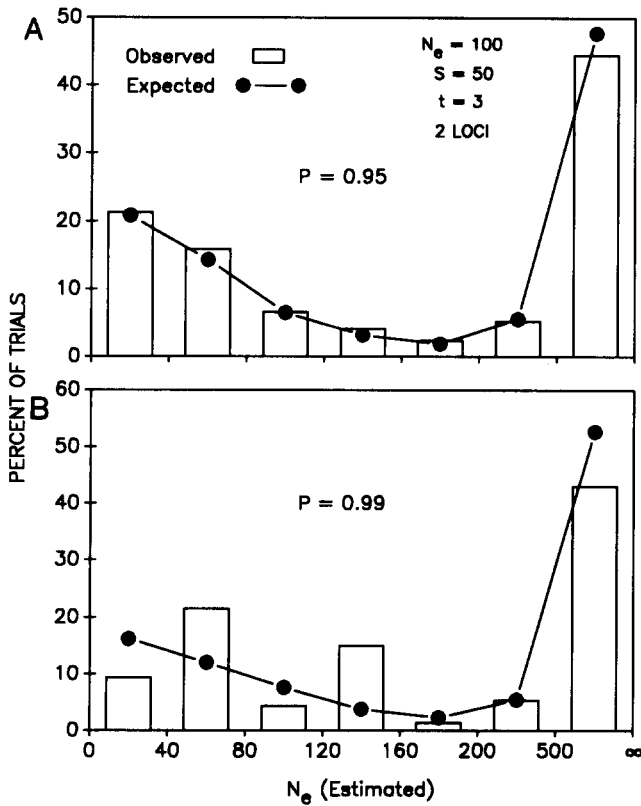 A
50
40
30
20
10
0
Observed
Expected
Nₑ = 100
S = 50
t = 3
2 LOCI
P = 0.95
PERCENT OF TRIALS
B
60
50
40
30
20
10
0
P = 0.99
0 40 80 120 160 200 500 ∞
Nₑ (Estimated)